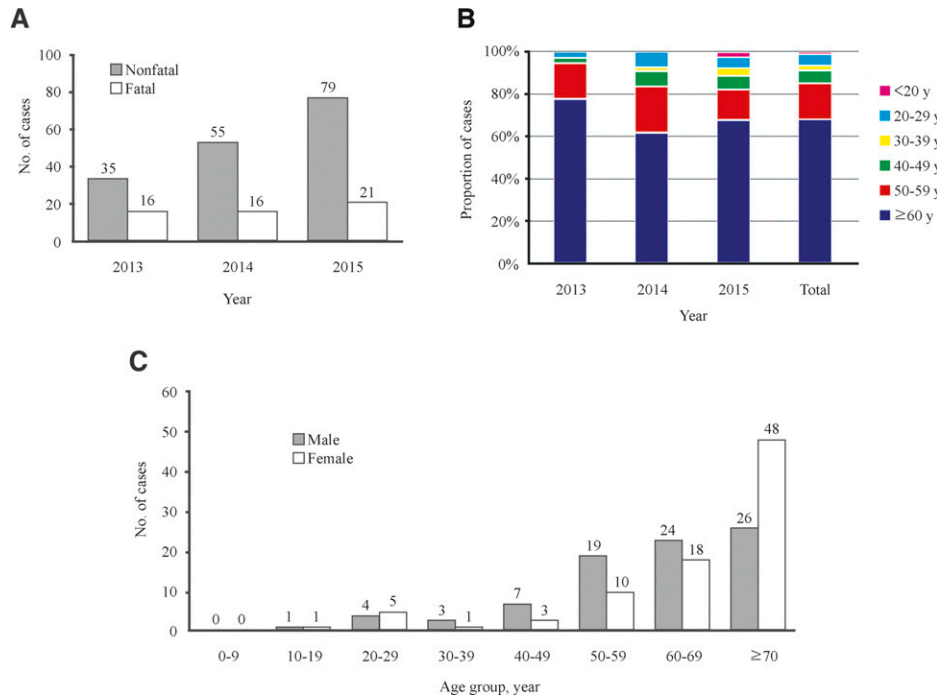 A
No. of cases
100
80
60
40
20
0
Nonfatal
Fatal
35
16
55
16
79
21
2013
2014
2015
Year
B
Proportion of cases
100%
80%
60%
40%
20%
0%
2013
2014
2015
Total
Year
<20 y
20-29 y
30-39 y
40-49 y
50-59 y
≥60 y
C
No. of cases
60
50
40
30
20
10
0
Male
Female
0 0
1 1
4 5
3 1
7 3
19 10
24 18
26 48
0-9 10-19 20-29 30-39 40-49 50-59 60-69 ≥70
Age group, year